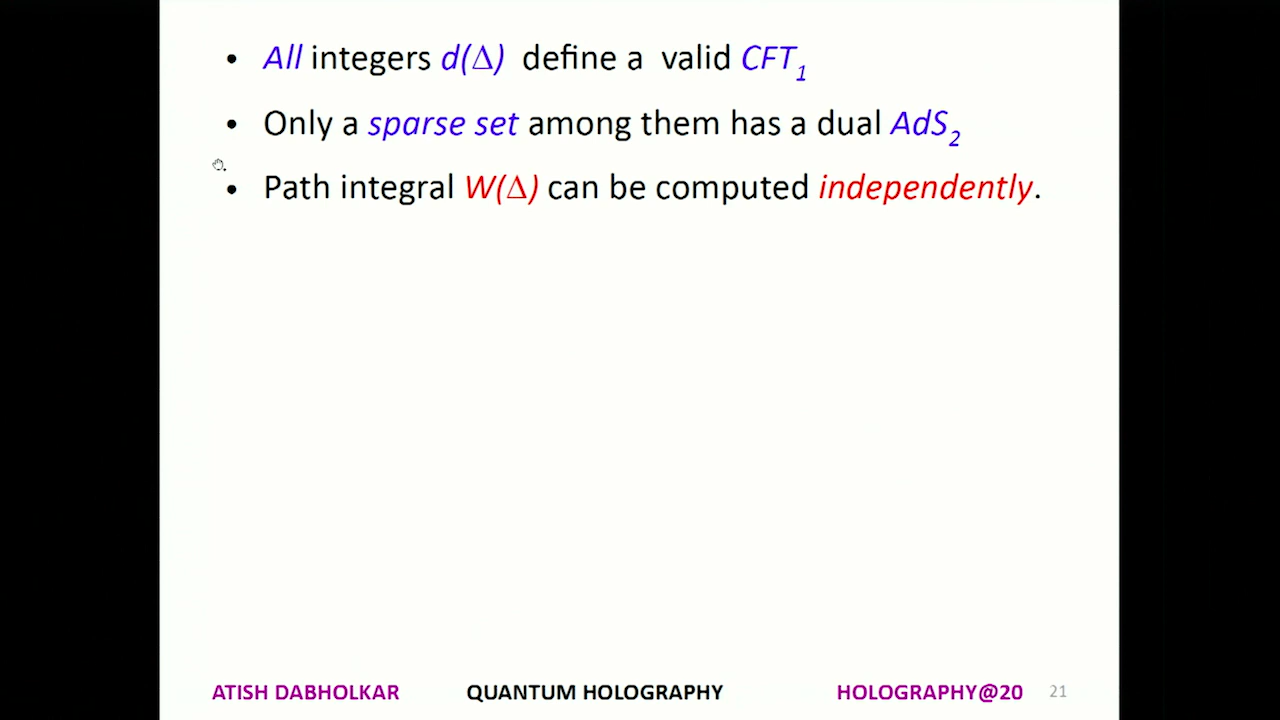 • All integers d(Δ) define a valid CFT₁
• Only a sparse set among them has a dual AdS₂
• Path integral W(Δ) can be computed independently.
ATISH DABHOLKAR QUANTUM HOLOGRAPHY HOLOGRAPHY@20 21